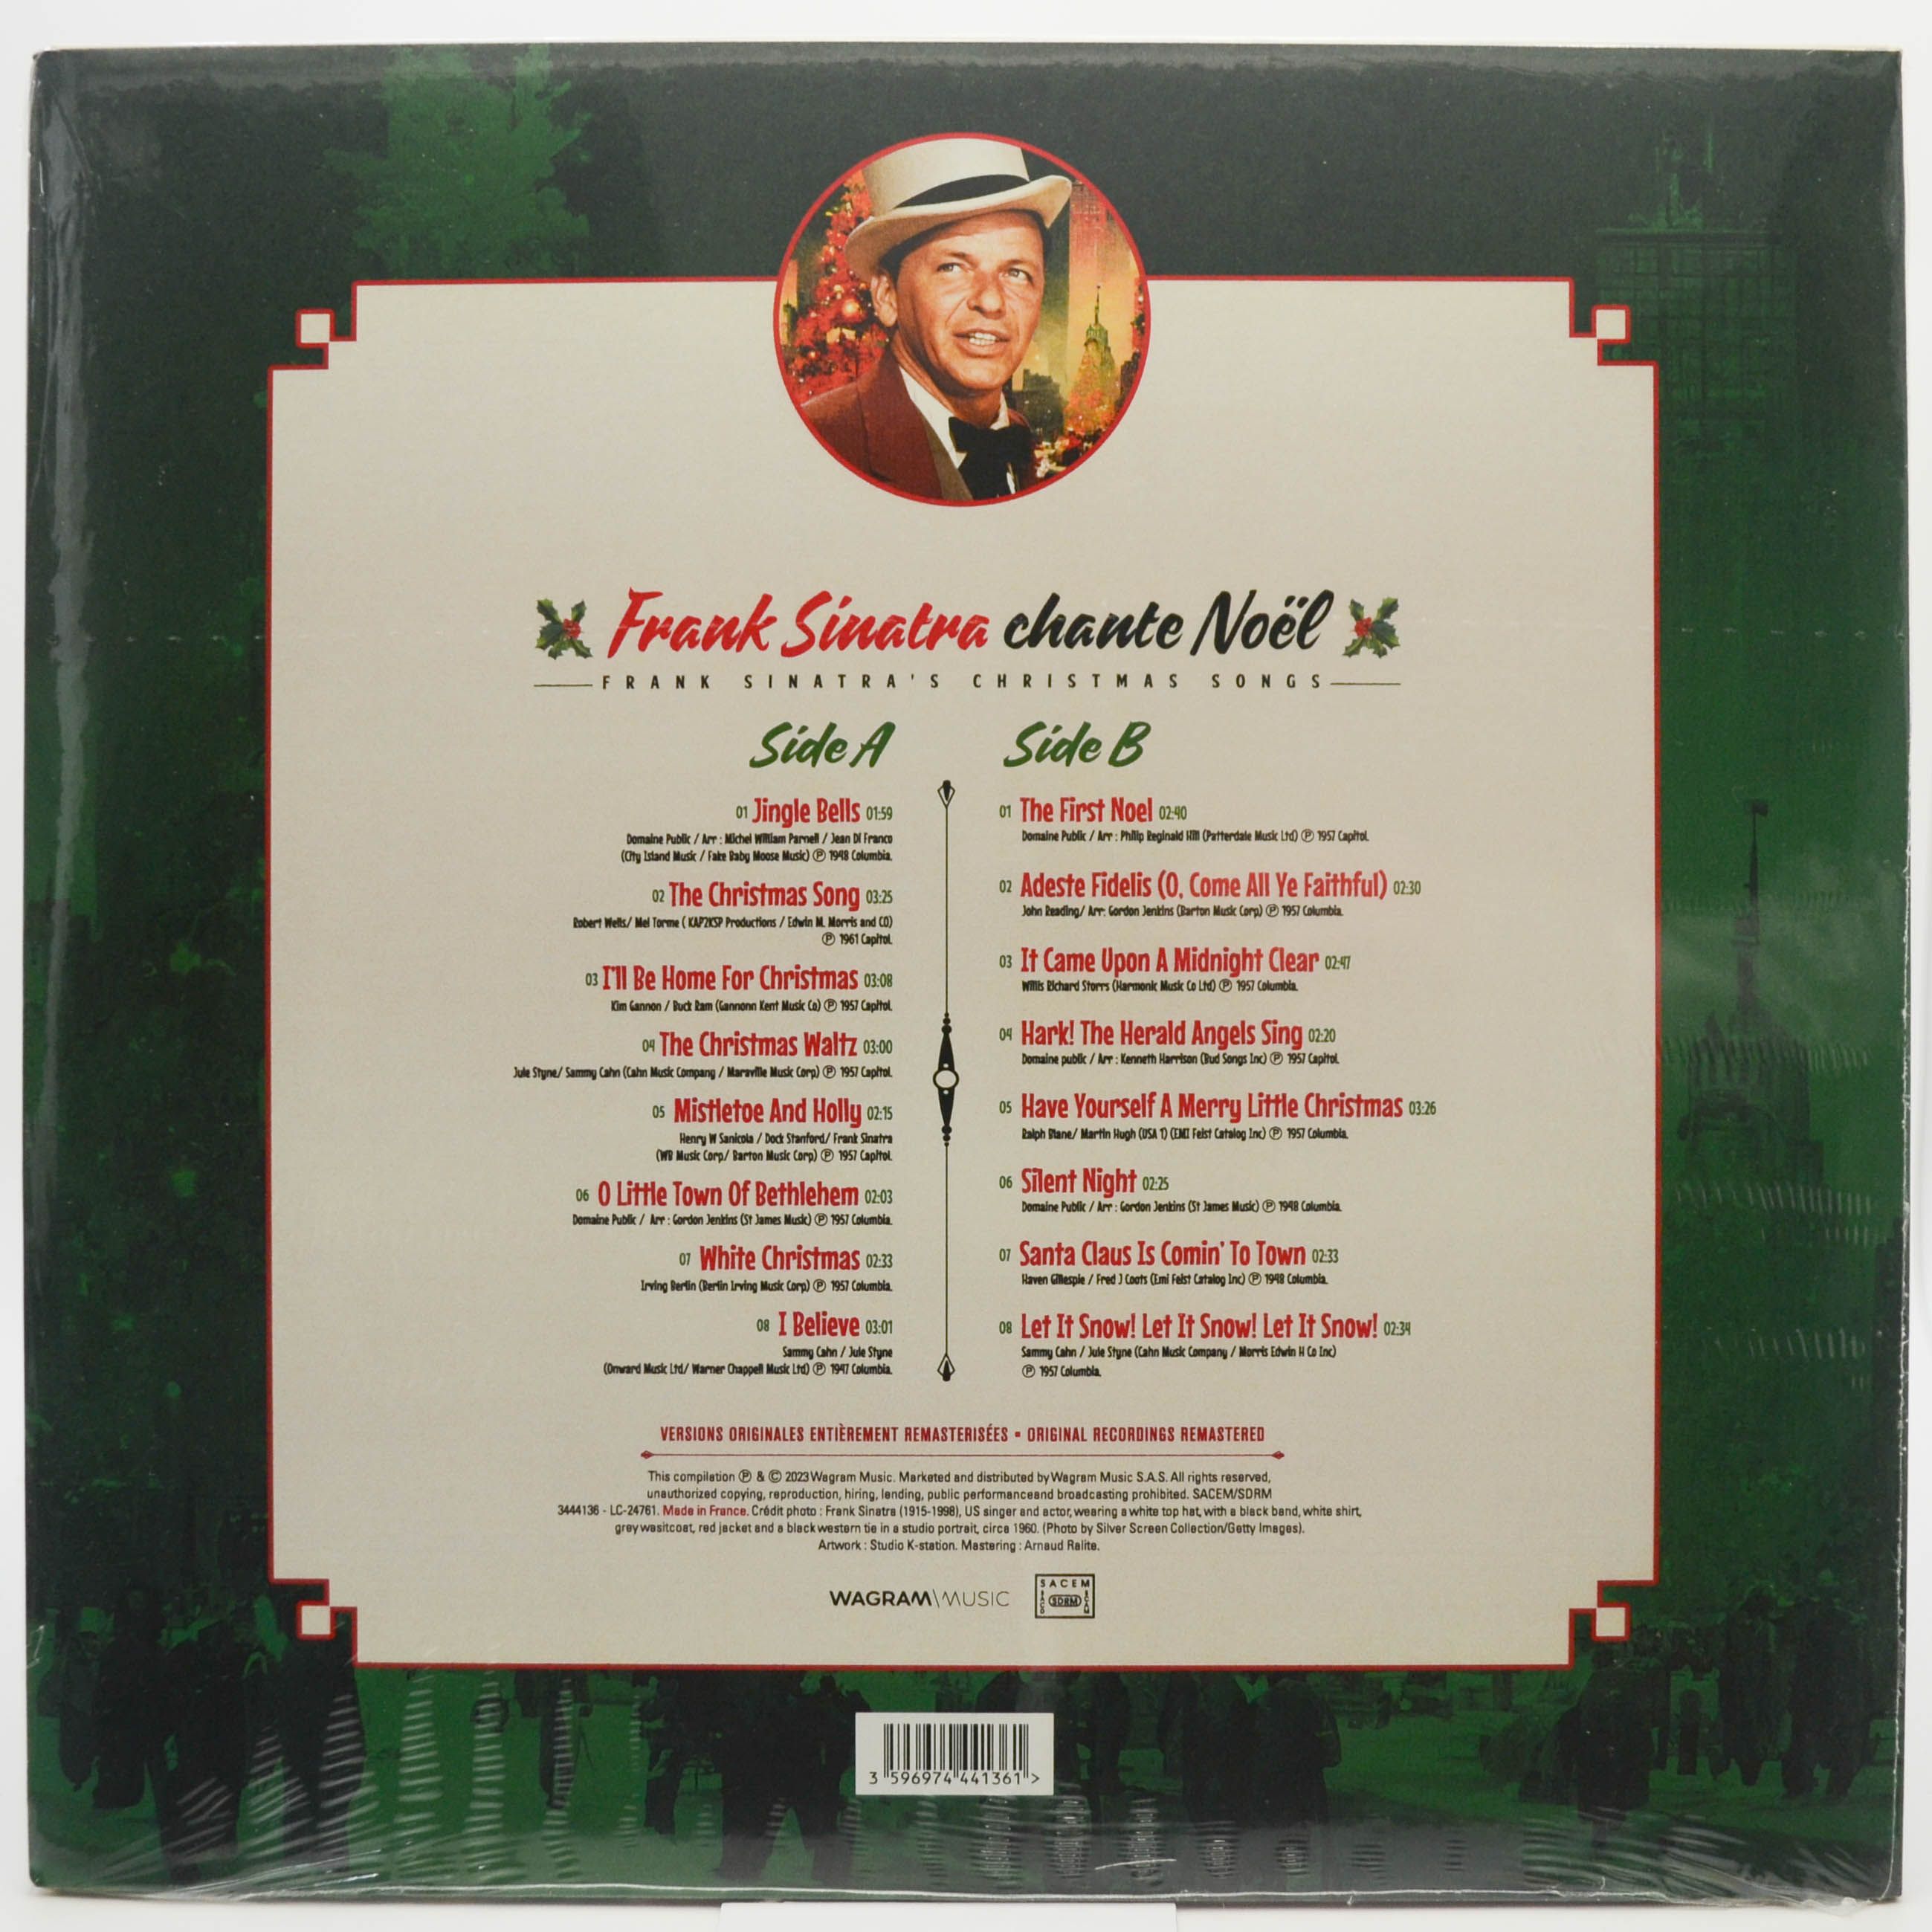 Frank Sinatra chante Noël
FRANK SINATRA'S CHRISTMAS SONGS
Side A
01 Jingle Bells 01:59
Domaine Public / Arr : Michel William Parnell / Jean Di Franco
(City Island Music / Fake Baby Moose Music) ℗ 1948 Columbia.
02 The Christmas Song 03:25
Robert Wells/ Mel Torme ( KAP2KSP Productions / Edwin M. Morris and CO)
℗ 1961 Capitol.
03 I'll Be Home For Christmas 03:08
Kim Gannon / Buck Ram (Gannonn Kent Music Co) ℗ 1957 Capitol.
04 The Christmas Waltz 03:00
Jule Styne/ Sammy Cahn (Cahn Music Company / Maraville Music Corp) ℗ 1957 Capitol.
05 Mistletoe And Holly 02:15
Henry W Sanicola / Dock Stanford/ Frank Sinatra
(WB Music Corp/ Barton Music Corp) ℗ 1957 Capitol.
06 O Little Town Of Bethlehem 02:03
Domaine Public / Arr : Gordon Jenkins (St James Music) ℗ 1957 Columbia.
07 White Christmas 02:33
Irving Berlin (Berlin Irving Music Corp) ℗ 1957 Columbia.
08 I Believe 03:01
Sammy Cahn / Jule Styne
(Onward Music Ltd/ Warner Chappell Music Ltd) ℗ 1947 Columbia.
Side B
01 The First Noel 02:40
Domaine Public / Arr : Philip Reginald Hill (Patterdale Music Ltd) ℗ 1957 Capitol.
02 Adeste Fidelis (O, Come All Ye Faithful) 02:30
John Reading/ Arr: Gordon Jenkins (Barton Music Corp) ℗ 1957 Columbia.
03 It Came Upon A Midnight Clear 02:47
Willis Richard Storrs (Harmonic Music Co Ltd) ℗ 1957 Columbia.
04 Hark! The Herald Angels Sing 02:20
Domaine public / Arr : Kenneth Harrison (Bud Songs Inc) ℗ 1957 Capitol.
05 Have Yourself A Merry Little Christmas 03:26
Ralph Blane/ Martin Hugh (USA 1) (EMI Feist Catalog Inc) ℗ 1957 Columbia.
06 Silent Night 02:25
Domaine Public / Arr : Gordon Jenkins (St James Music) ℗ 1948 Columbia.
07 Santa Claus Is Comin' To Town 02:33
Haven Gillespie / Fred J Coots (Emi Feist Catalog Inc) ℗ 1948 Columbia.
08 Let It Snow! Let It Snow! Let It Snow! 02:34
Sammy Cahn / Jule Styne (Cahn Music Company / Morris Edwin H Co Inc)
℗ 1957 Columbia.
VERSIONS ORIGINALES ENTIÈREMENT REMASTERISÉES • ORIGINAL RECORDINGS REMASTERED
This compilation ℗ & © 2023 Wagram Music. Marketed and distributed by Wagram Music S.A.S. All rights reserved,
unauthorized copying, reproduction, hiring, lending, public performanceand broadcasting prohibited. SACEM/SDRM
3444136 - LC-24761. Made in France. Crédit photo : Frank Sinatra (1915-1998), US singer and actor, wearing a white top hat, with a black band, white shirt,
grey wasitcoat, red jacket and a black western tie in a studio portrait, circa 1960. (Photo by Silver Screen Collection/Getty Images).
Artwork : Studio K-station. Mastering : Arnaud Ralite.
WAGRAM\MUSIC
SACEM
SDRM
3 596974 441361 >